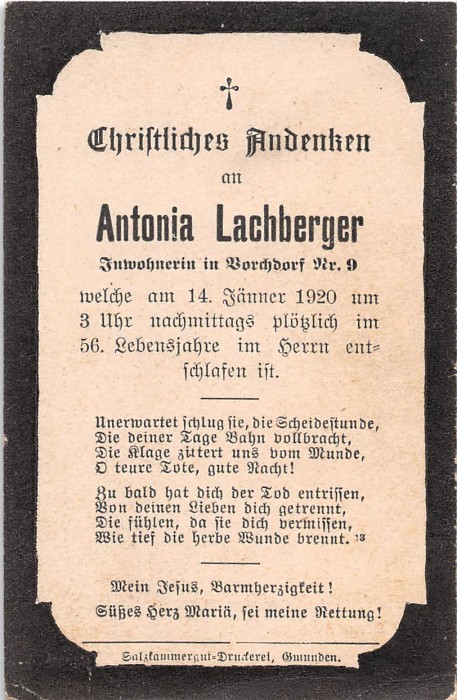 Christliches Andenken
an
Antonia Lachberger
Inwohnerin in Vorchdorf Nr. 9
welche am 14. Jänner 1920 um
3 Uhr nachmittags plötzlich im
56. Lebensjahre im Herrn ent=
schlafen ist.
Unerwartet schlug sie, die Scheidestunde,
Die deiner Tage Bahn vollbracht,
Die Klage zittert uns vom Munde,
O teure Tote, gute Nacht!
Zu bald hat dich der Tod entrissen,
Von deinen Lieben dich getrennt,
Die fühlen, da sie dich vermissen,
Wie tief die herbe Wunde brennt. 13
Mein Jesus, Barmherzigkeit!
Süßes Herz Mariä, sei meine Rettung!
Salzkammergut=Druckerei, Gmunden.